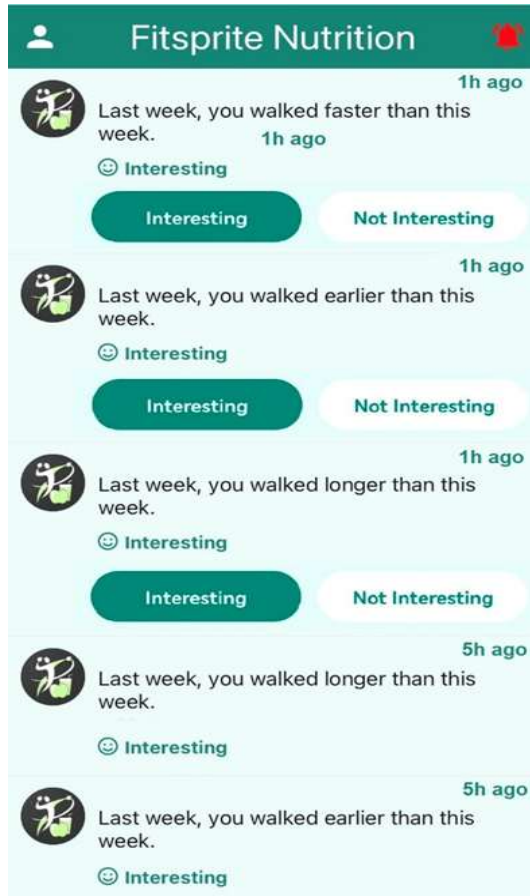 Fitsprite Nutrition
1h ago
Last week, you walked faster than this
week.
1h ago
Interesting
Interesting
Not Interesting
1h ago
Last week, you walked earlier than this
week.
Interesting
Interesting
Not Interesting
1h ago
Last week, you walked longer than this
week.
Interesting
Interesting
Not Interesting
5h ago
Last week, you walked longer than this
week.
Interesting
5h ago
Last week, you walked earlier than this
week.
Interesting